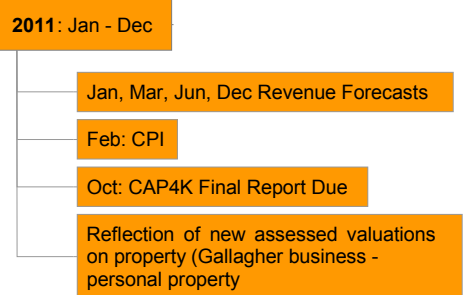 2011: Jan - Dec
Jan, Mar, Jun, Dec Revenue Forecasts
Feb: CPI
Oct: CAP4K Final Report Due
Reflection of new assessed valuations
on property (Gallagher business -
personal property